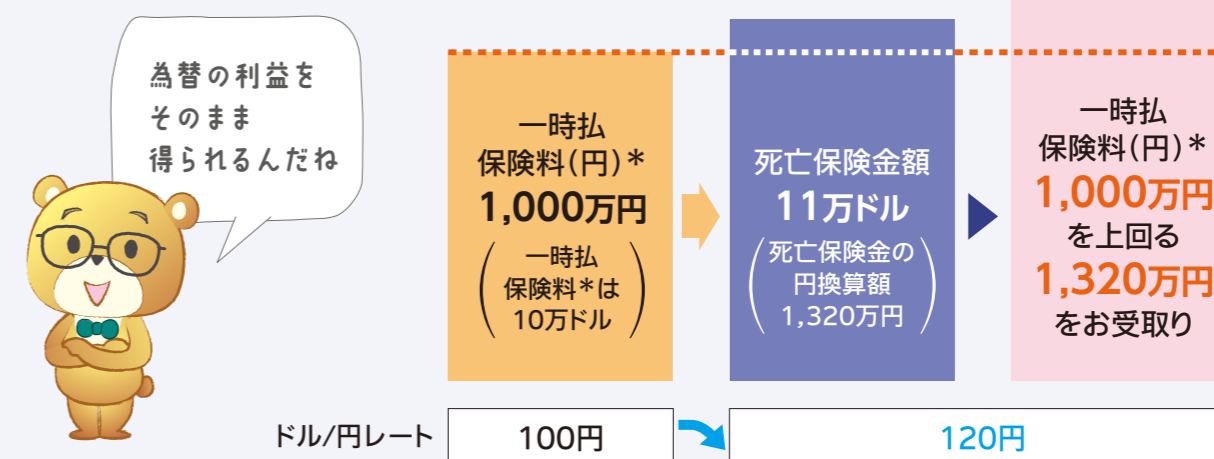 為替の利益を
そのまま
得られるんだね
一時払
保険料(円)*
1,000万円
一時払
保険料*は
10万ドル
死亡保険金額
11万ドル
死亡保険金の
円換算額
1,320万円
一時払
保険料(円)*
1,000万円
を上回る
1,320万円
をお受取り
ドル/円レート
100円
120円